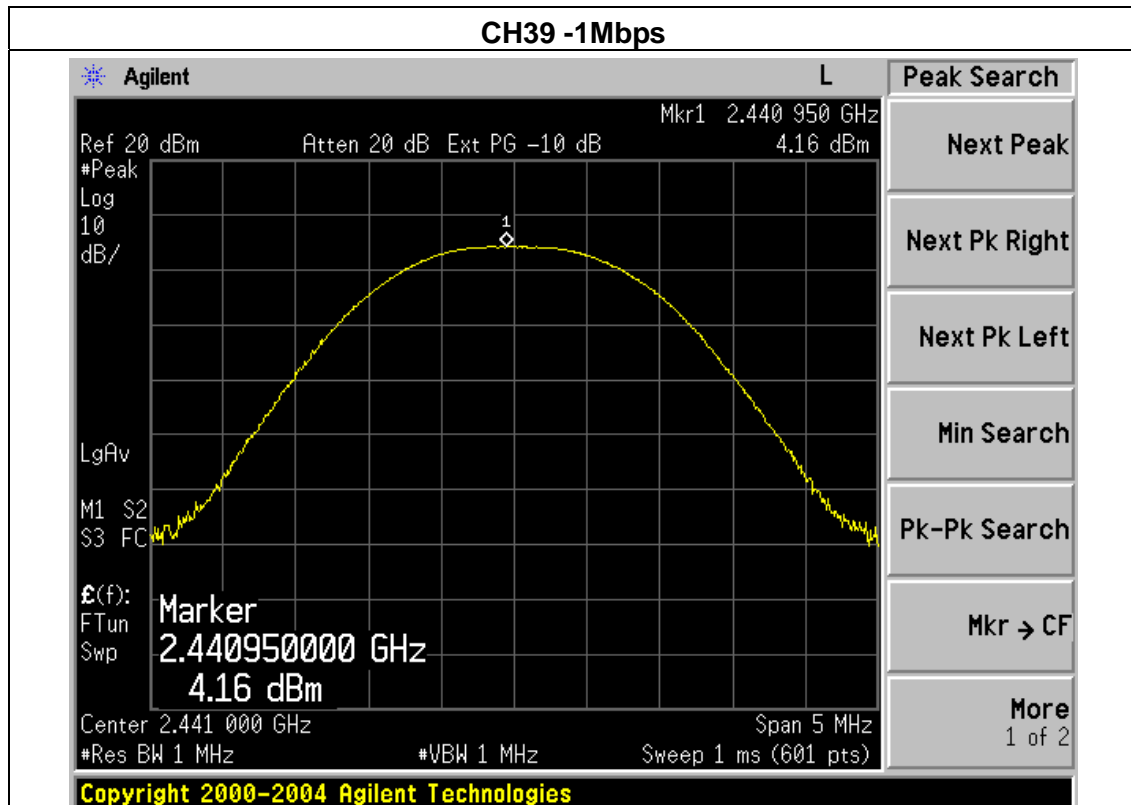 CH39 -1Mbps
Agilent L Peak Search
Mkr1 2.440 950 GHz
Ref 20 dBm Atten 20 dB Ext PG -10 dB 4.16 dBm
#Peak
Log
10
dB/
1
LgAv
M1 S2
S3 FC
£(f):
FTun
Swp
Marker
2.440950000 GHz
4.16 dBm
Center 2.441 000 GHz Span 5 MHz
#Res BW 1 MHz #VBW 1 MHz Sweep 1 ms (601 pts)
Next Peak
Next Pk Right
Next Pk Left
Min Search
Pk-Pk Search
Mkr → CF
More
1 of 2
Copyright 2000-2004 Agilent Technologies